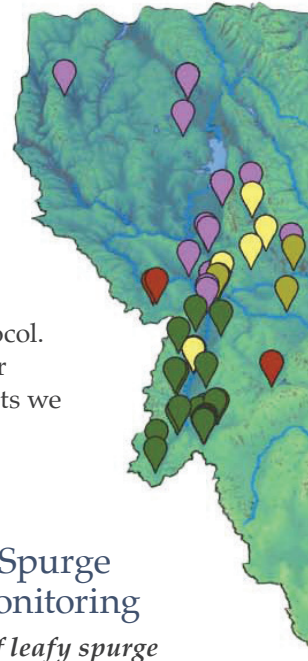 ocol.
r
ts we
Spurge
onitoring
f leafy spurge